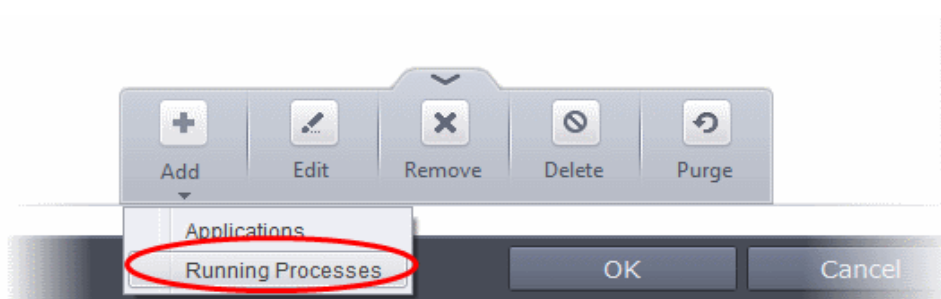 Add Edit Remove Delete Purge
Applications
Running Processes
OK Cancel